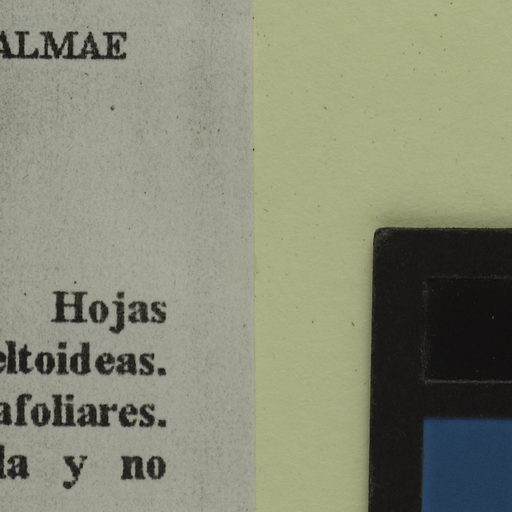 ALMAE
Hojas
eltoideas.
afoliares.
la y no